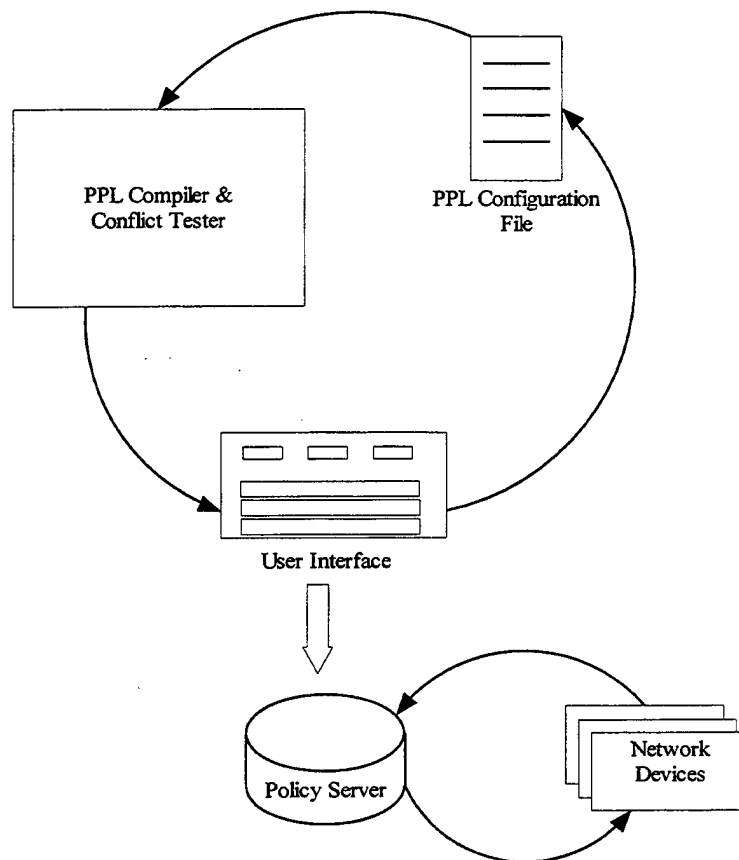 PPL Compiler &
Conflict Tester
PPL Configuration
File
User Interface
Policy Server
Network
Devices